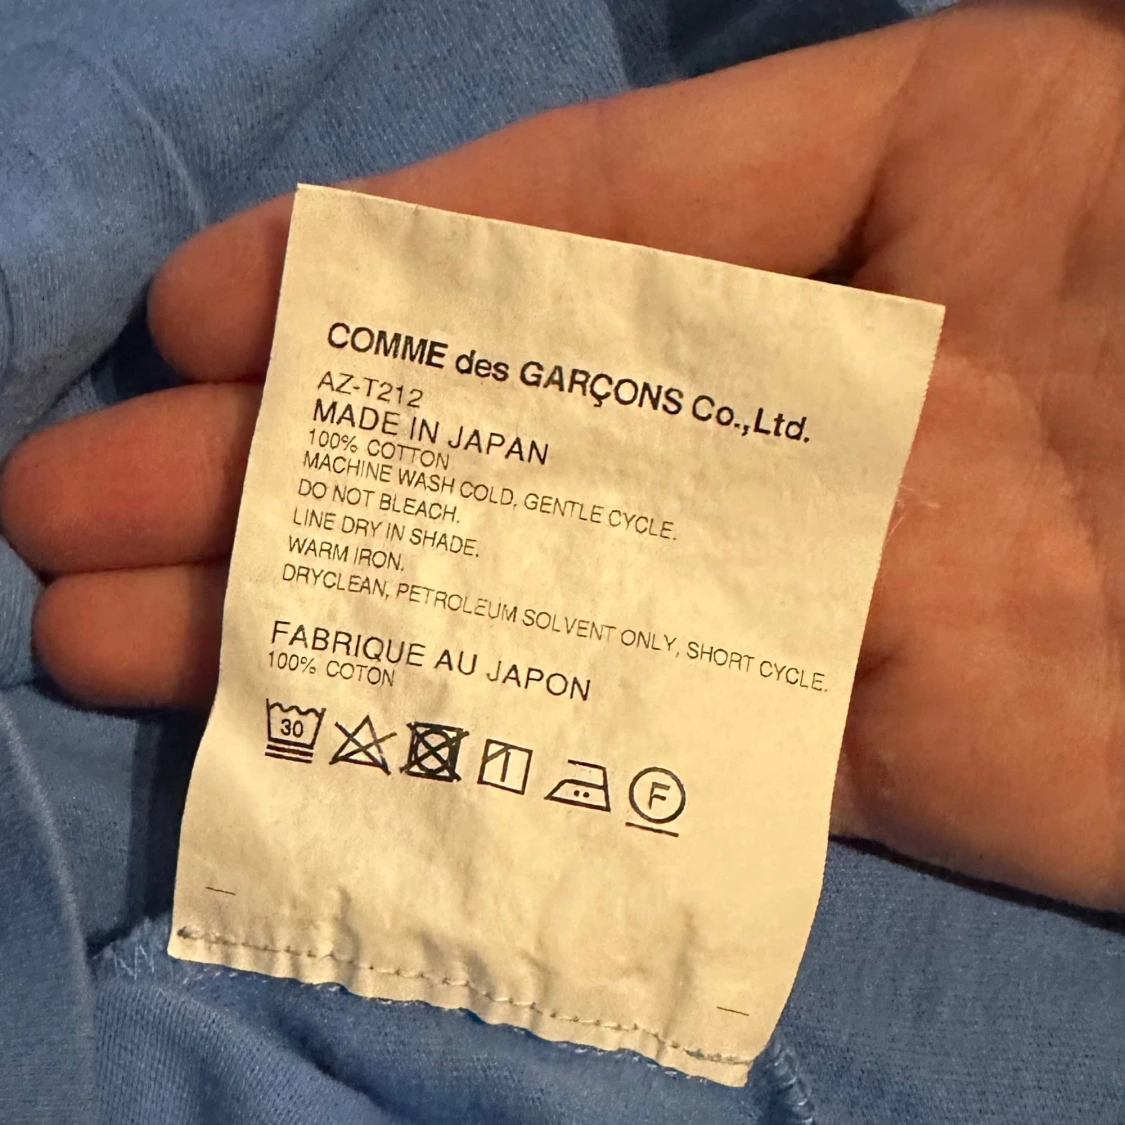 COMME des GARÇONS Co.,Ltd.
AZ-T212
MADE IN JAPAN
100% COTTON
MACHINE WASH COLD, GENTLE CYCLE.
DO NOT BLEACH.
LINE DRY IN SHADE.
WARM IRON.
DRYCLEAN, PETROLEUM SOLVENT ONLY, SHORT CYCLE.
FABRIQUE AU JAPON
100% COTON
30 F